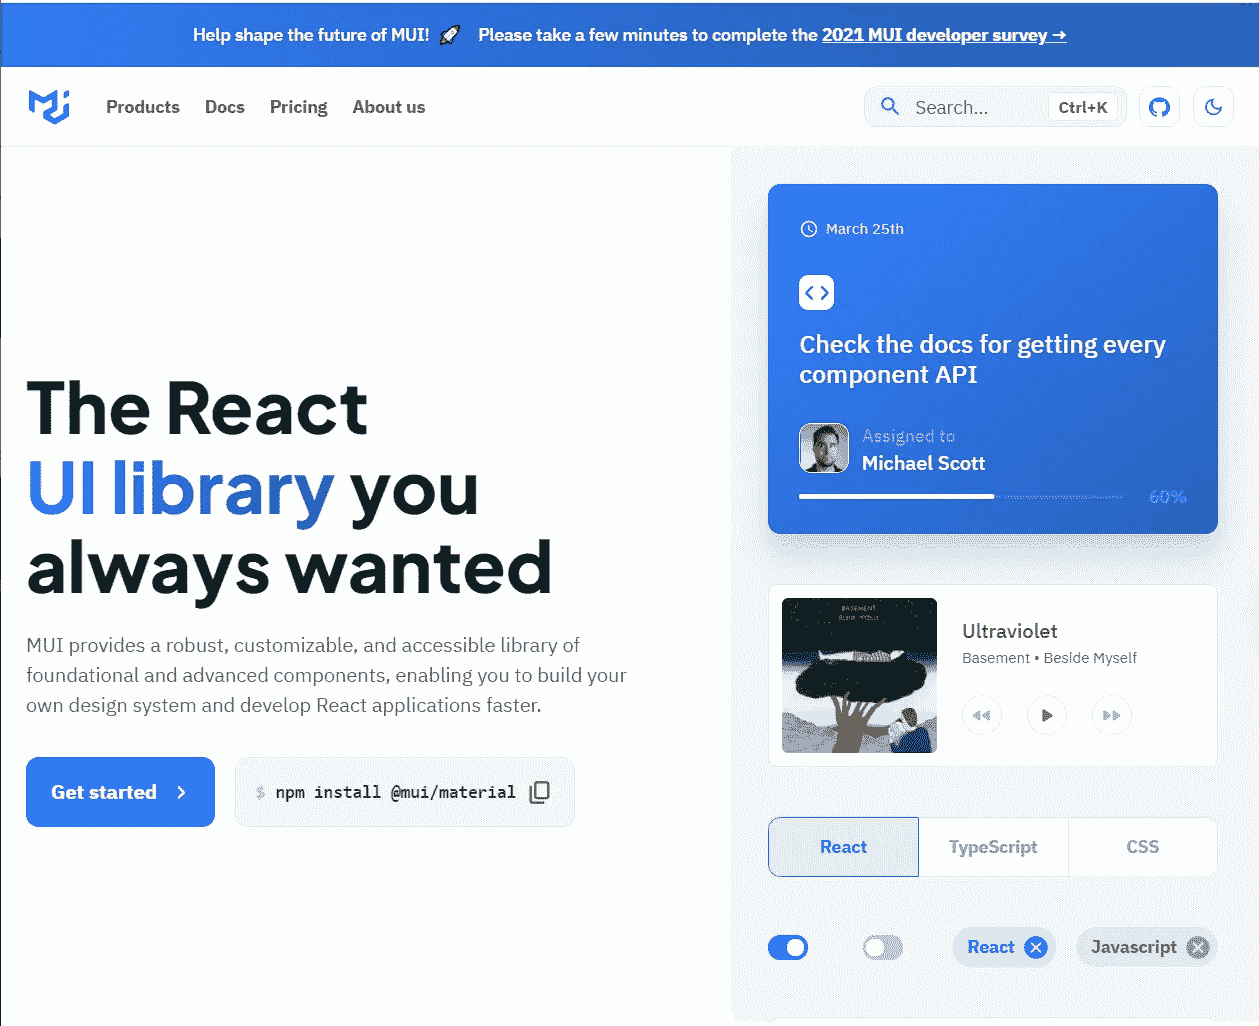 Help shape the future of MUI! 🚀 Please take a few minutes to complete the 2021 MUI developer survey →
Products Docs Pricing About us
Search... Ctrl+K
The React
UI library you
always wanted
MUI provides a robust, customizable, and accessible library of
foundational and advanced components, enabling you to build your
own design system and develop React applications faster.
Get started
$ npm install @mui/material
March 25th
Check the docs for getting every
component API
Assigned to
Michael Scott
60%
BASEMENT
BESIDE MYSELF
Ultraviolet
Basement • Beside Myself
React TypeScript CSS
React Javascript